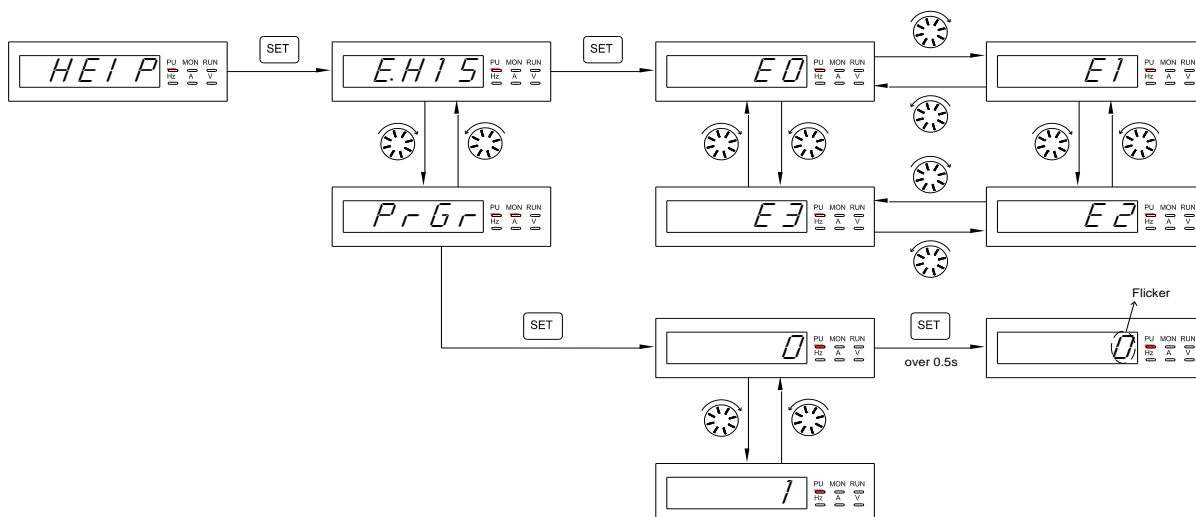 SET
SET
HEIP
PU MON RUN
Hz A V
E.HIS
PU MON RUN
Hz A V
E0
PU MON RUN
Hz A V
E1
PU MON RUN
Hz A V
PrGr
PU MON RUN
Hz A V
E3
PU MON RUN
Hz A V
E2
PU MON RUN
Hz A V
Flicker
SET
0
PU MON RUN
Hz A V
SET
over 0.5s
0
PU MON RUN
Hz A V
1
PU MON RUN
Hz A V